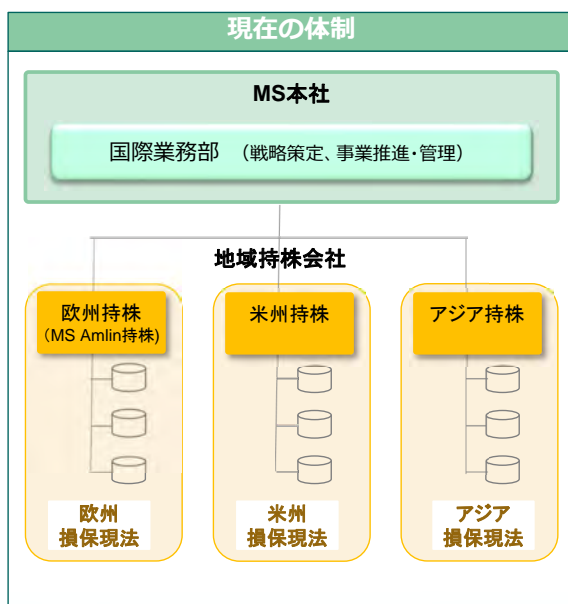 現在の体制
MS本社
国際業務部 （戦略策定、事業推進・管理）
地域持株会社
欧州持株
(MS Amlin持株)
米州持株
アジア持株
欧州
損保現法
米州
損保現法
アジア
損保現法